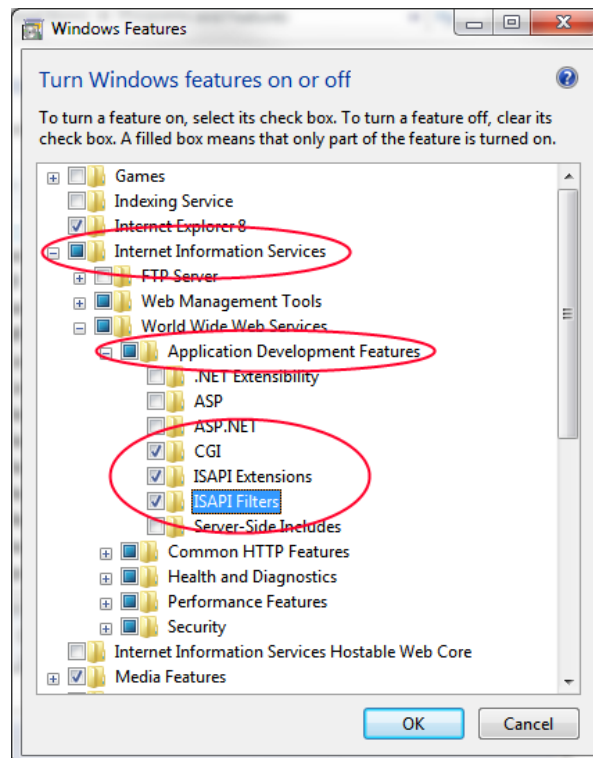 Windows Features
Turn Windows features on or off
To turn a feature on, select its check box. To turn a feature off, clear its
check box. A filled box means that only part of the feature is turned on.
Games
Indexing Service
Internet Explorer 8
Internet Information Services
FTP Server
Web Management Tools
World Wide Web Services
Application Development Features
.NET Extensibility
ASP
ASP.NET
CGI
ISAPI Extensions
ISAPI Filters
Server-Side Includes
Common HTTP Features
Health and Diagnostics
Performance Features
Security
Internet Information Services Hostable Web Core
Media Features
OK Cancel